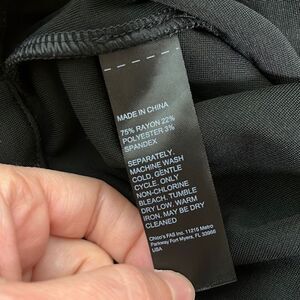 MADE IN CHINA
75% RAYON 22%
POLYESTER 3%
SPANDEX
SEPARATELY.
MACHINE WASH
COLD, GENTLE
CYCLE. ONLY
NON-CHLORINE
BLEACH. TUMBLE
DRY LOW. WARM
IRON. MAY BE DRY
CLEANED
Chico's FAS Inc. 11215 Metro
Parkway Fort Myers, FL 33966
USA